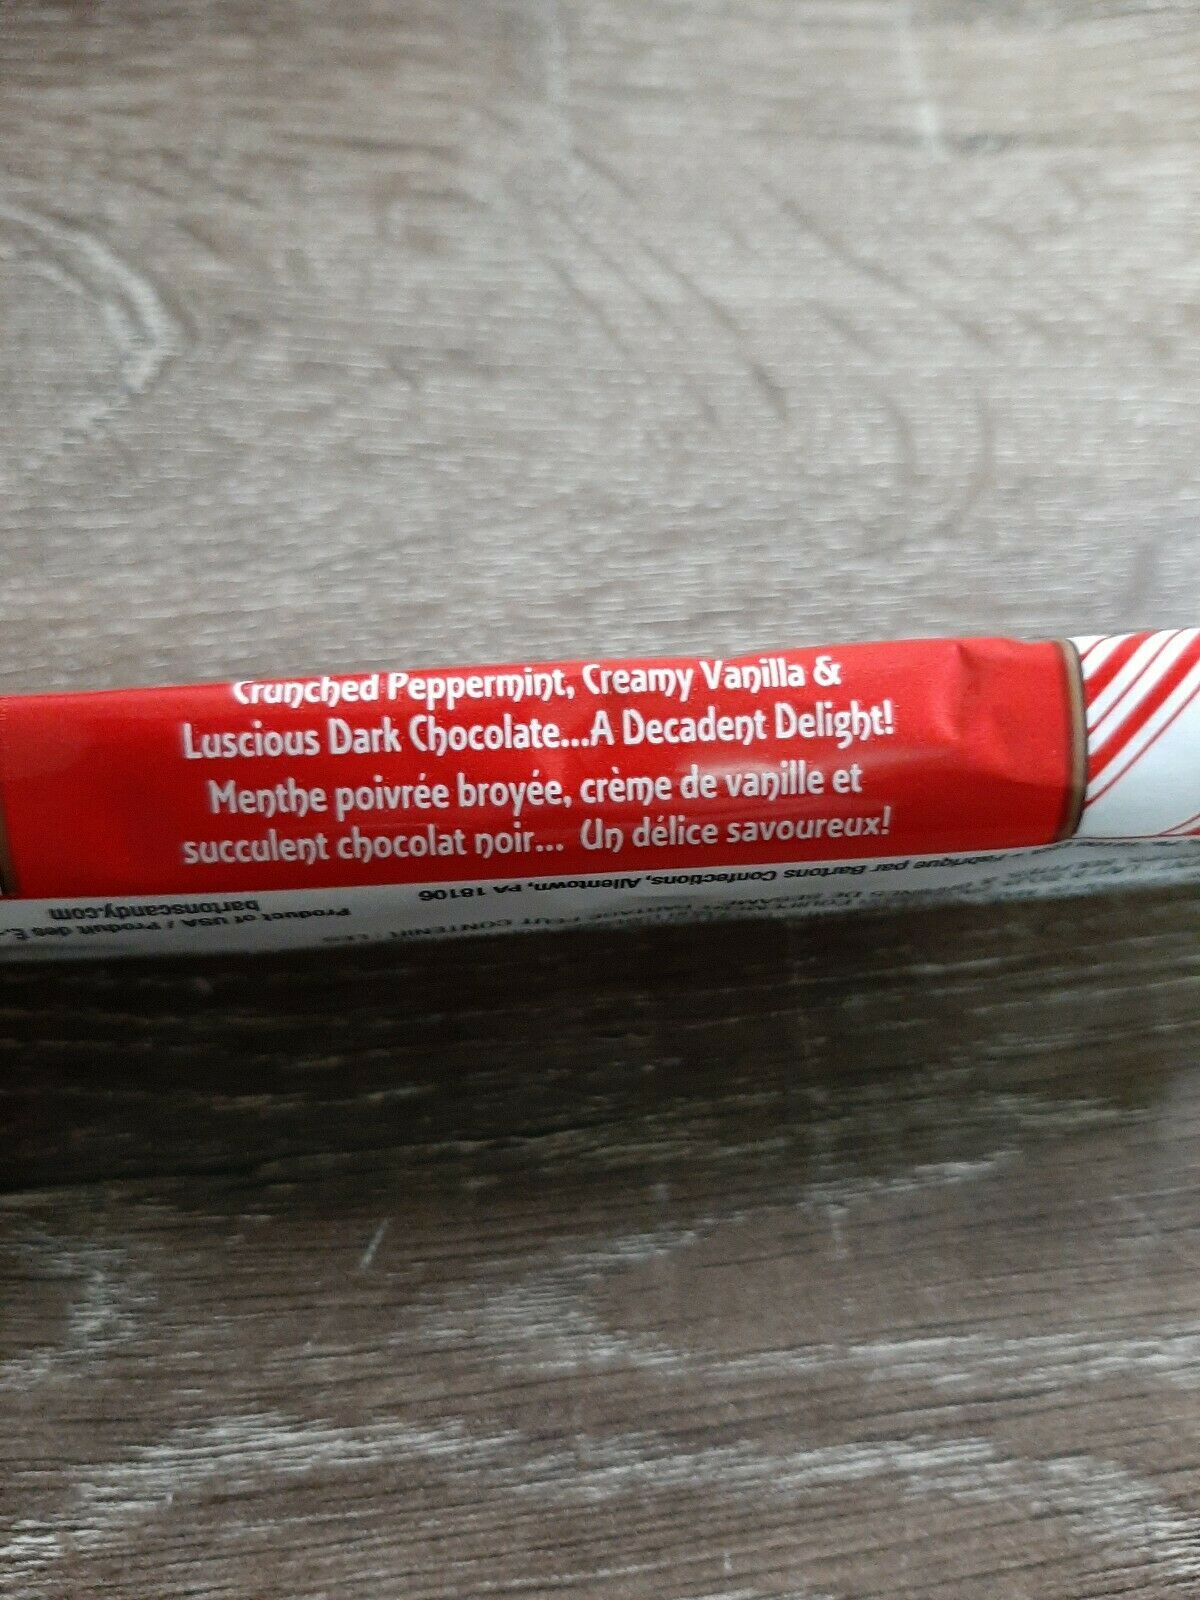 Crunched Peppermint, Creamy Vanilla &
Luscious Dark Chocolate...A Decadent Delight!
Menthe poivrée broyée, crème de vanille et
succulent chocolat noir... Un délice savoureux!
Fabrique par Bartons Confections, Allentown, PA 18106
Product of USA / Produit des É.
bartonscandy.com